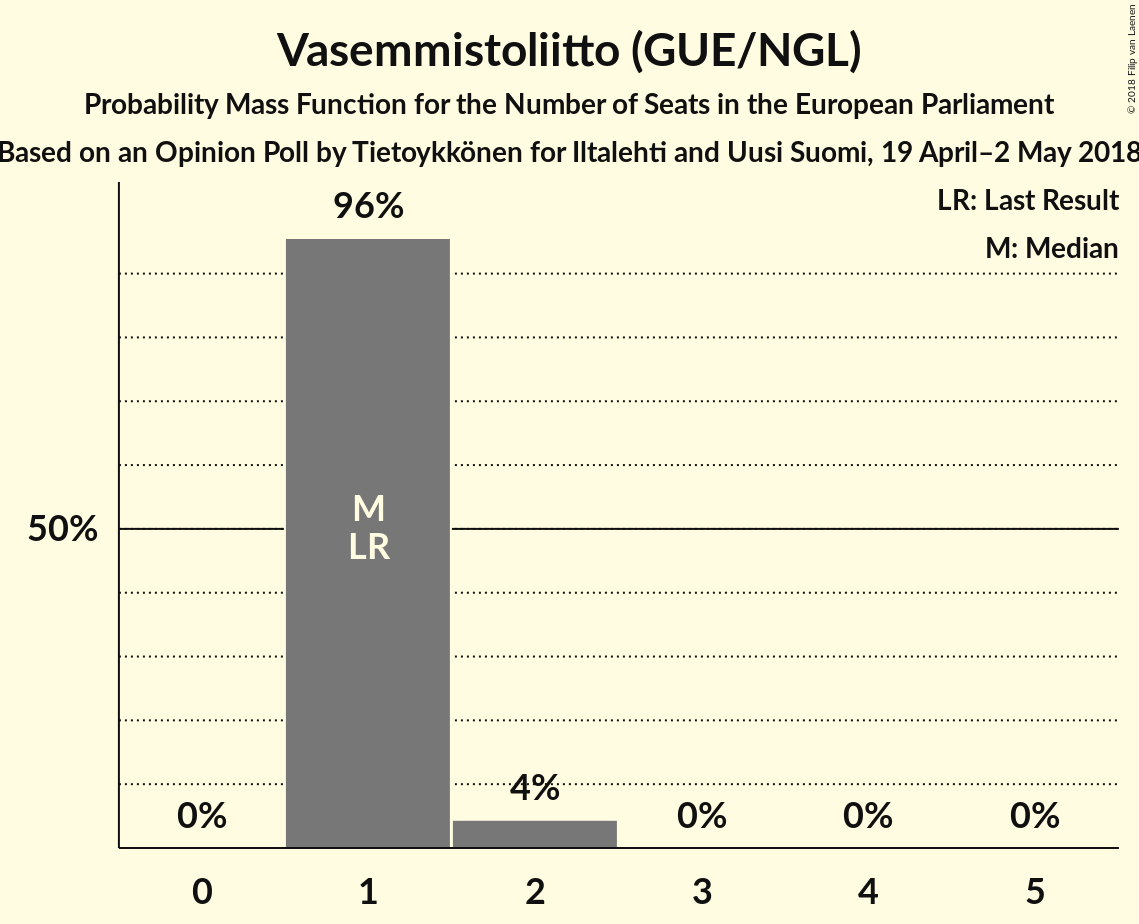 Vasemmistoliitto (GUE/NGL)
Probability Mass Function for the Number of Seats in the European Parliament
Based on an Opinion Poll by Tietoykkönen for Iltalehti and Uusi Suomi, 19 April–2 May 2018
© 2018 Filip van Laenen
LR: Last Result
M: Median
96%
50%
M
LR
0%
4%
0%
0%
0%
0
1
2
3
4
5